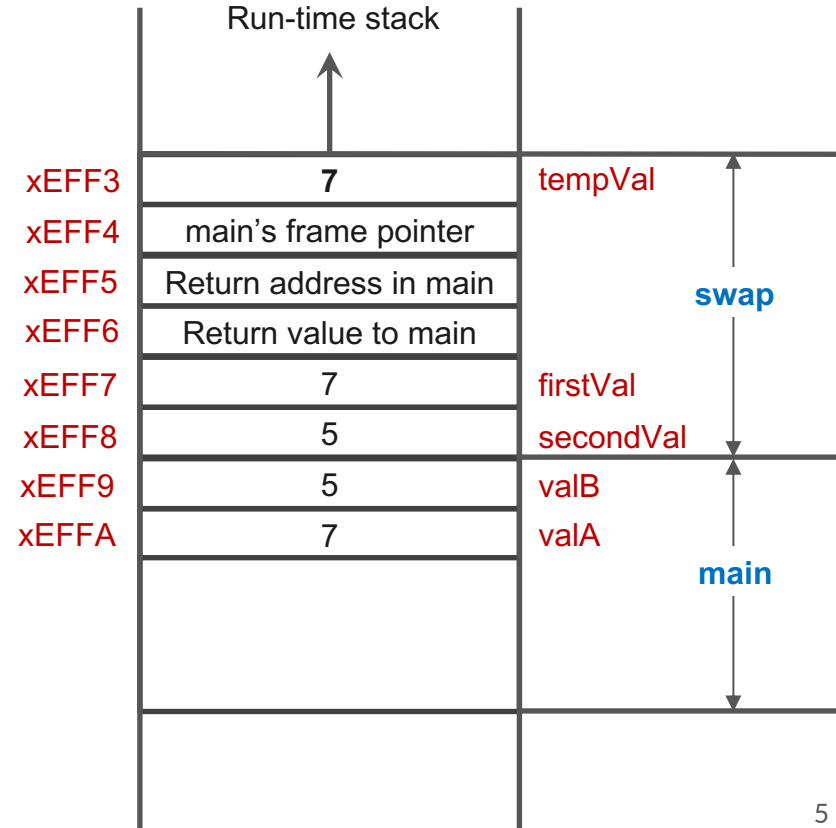 Run-time stack
xEFF3 7 tempVal
xEFF4 main’s frame pointer
xEFF5 Return address in main
swap
xEFF6 Return value to main
xEFF7 7 firstVal
xEFF8 5 secondVal
xEFF9 5 valB
xEFFA 7 valA
main
5